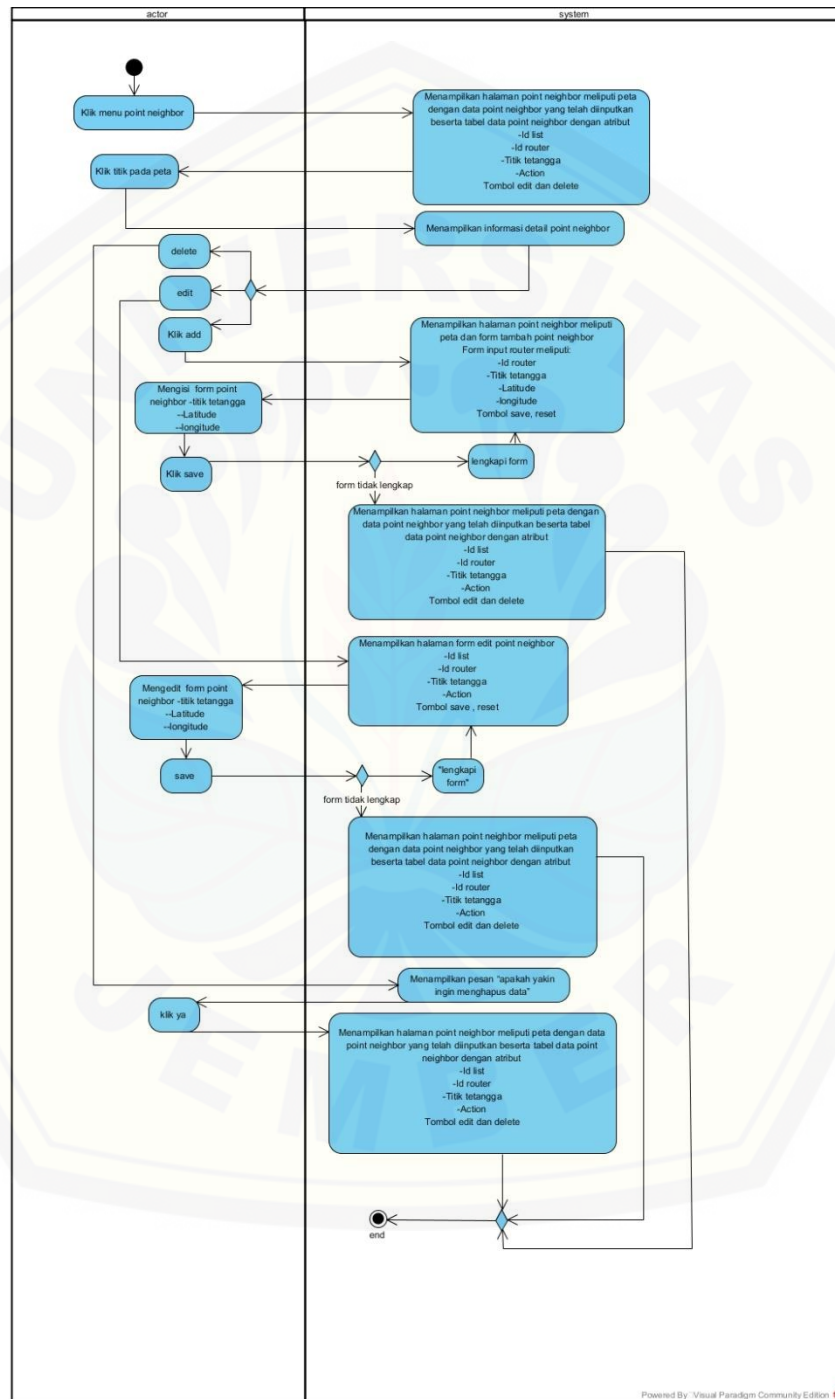 actor
system
Klik menu point neighbor
Menampilkan halaman point neighbor meliputi peta
dengan data point neighbor yang telah diinputkan
beserta tabel data point neighbor dengan atribut
-Id list
-Id router
-Titik tetangga
-Action
Tombol edit dan delete
Klik titik pada peta
Menampilkan informasi detail point neighbor
delete
edit
Klik add
Menampilkan halaman point neighbor meliputi
peta dan form tambah point neighbor
Form input router meliputi:
-Id router
-Titik tetangga
-Latitude
-longitude
Tombol save, reset
Mengisi form point
neighbor -titik tetangga
--Latitude
--longitude
Klik save
lengkapi form
form tidak lengkap
Menampilkan halaman point neighbor meliputi peta dengan
data point neighbor yang telah diinputkan beserta tabel
data point neighbor dengan atribut
-Id list
-Id router
-Titik tetangga
-Action
Tombol edit dan delete
Menampilkan halaman form edit point neighbor
-Id list
-Id router
-Titik tetangga
-Action
Tombol save , reset
Mengedit form point
neighbor -titik tetangga
--Latitude
--longitude
save
"lengkapi
form"
form tidak lengkap
Menampilkan halaman point neighbor meliputi peta
dengan data point neighbor yang telah diinputkan
beserta tabel data point neighbor dengan atribut
-Id list
-Id router
-Titik tetangga
-Action
Tombol edit dan delete
Menampilkan pesan “apakah yakin
ingin menghapus data”
klik ya
Menampilkan halaman point neighbor meliputi peta dengan data
point neighbor yang telah diinputkan beserta tabel data point
neighbor dengan atribut
-Id list
-Id router
-Titik tetangga
-Action
Tombol edit dan delete
end
UNIVERSITAS
JEMBER
Powered By Visual Paradigm Community Edition